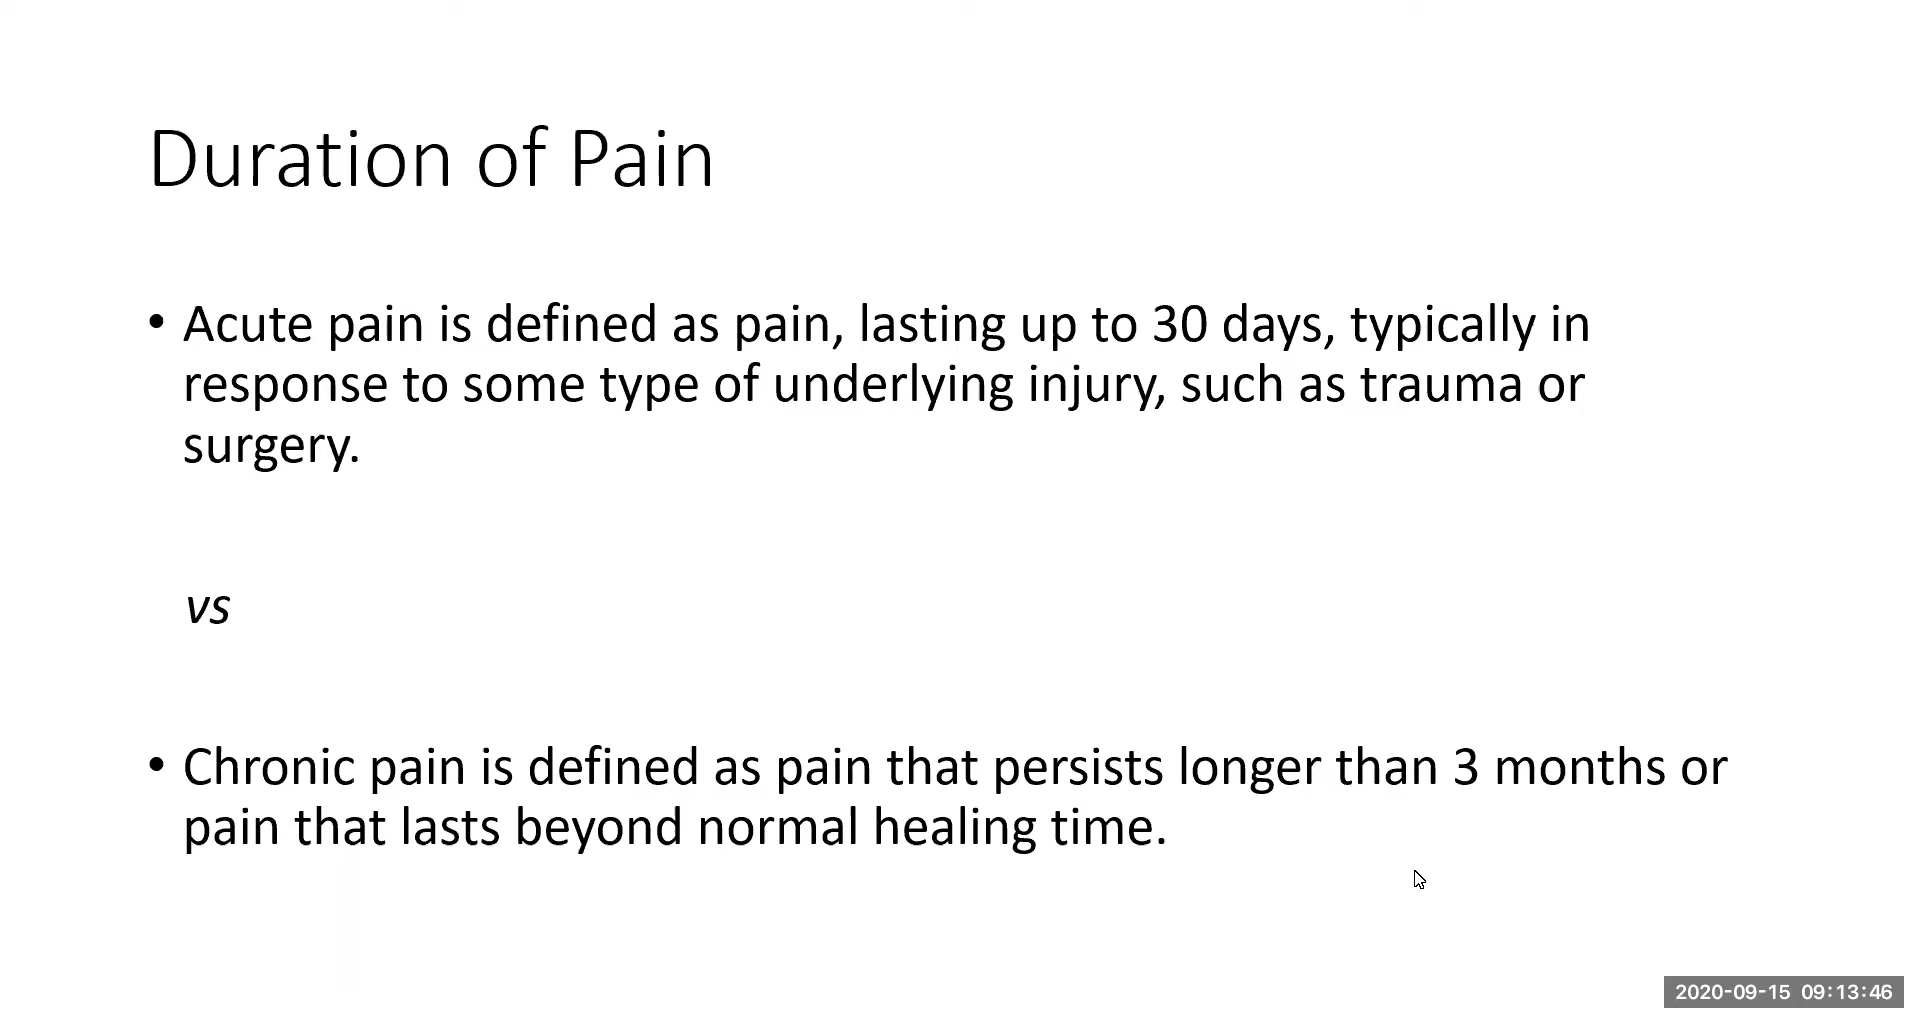 Duration of Pain
• Acute pain is defined as pain, lasting up to 30 days, typically in
response to some type of underlying injury, such as trauma or
surgery.
vs
• Chronic pain is defined as pain that persists longer than 3 months or
pain that lasts beyond normal healing time.
2020-09-15 09:13:46